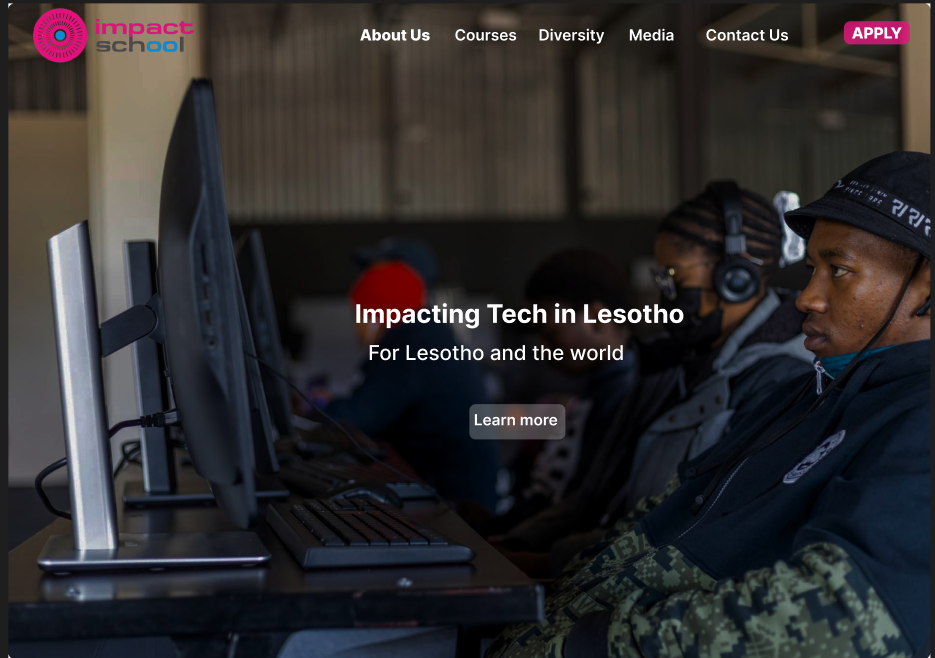 impact
school
About Us
Courses
Diversity
Media
Contact Us
APPLY
Impacting Tech in Lesotho
For Lesotho and the world
Learn more